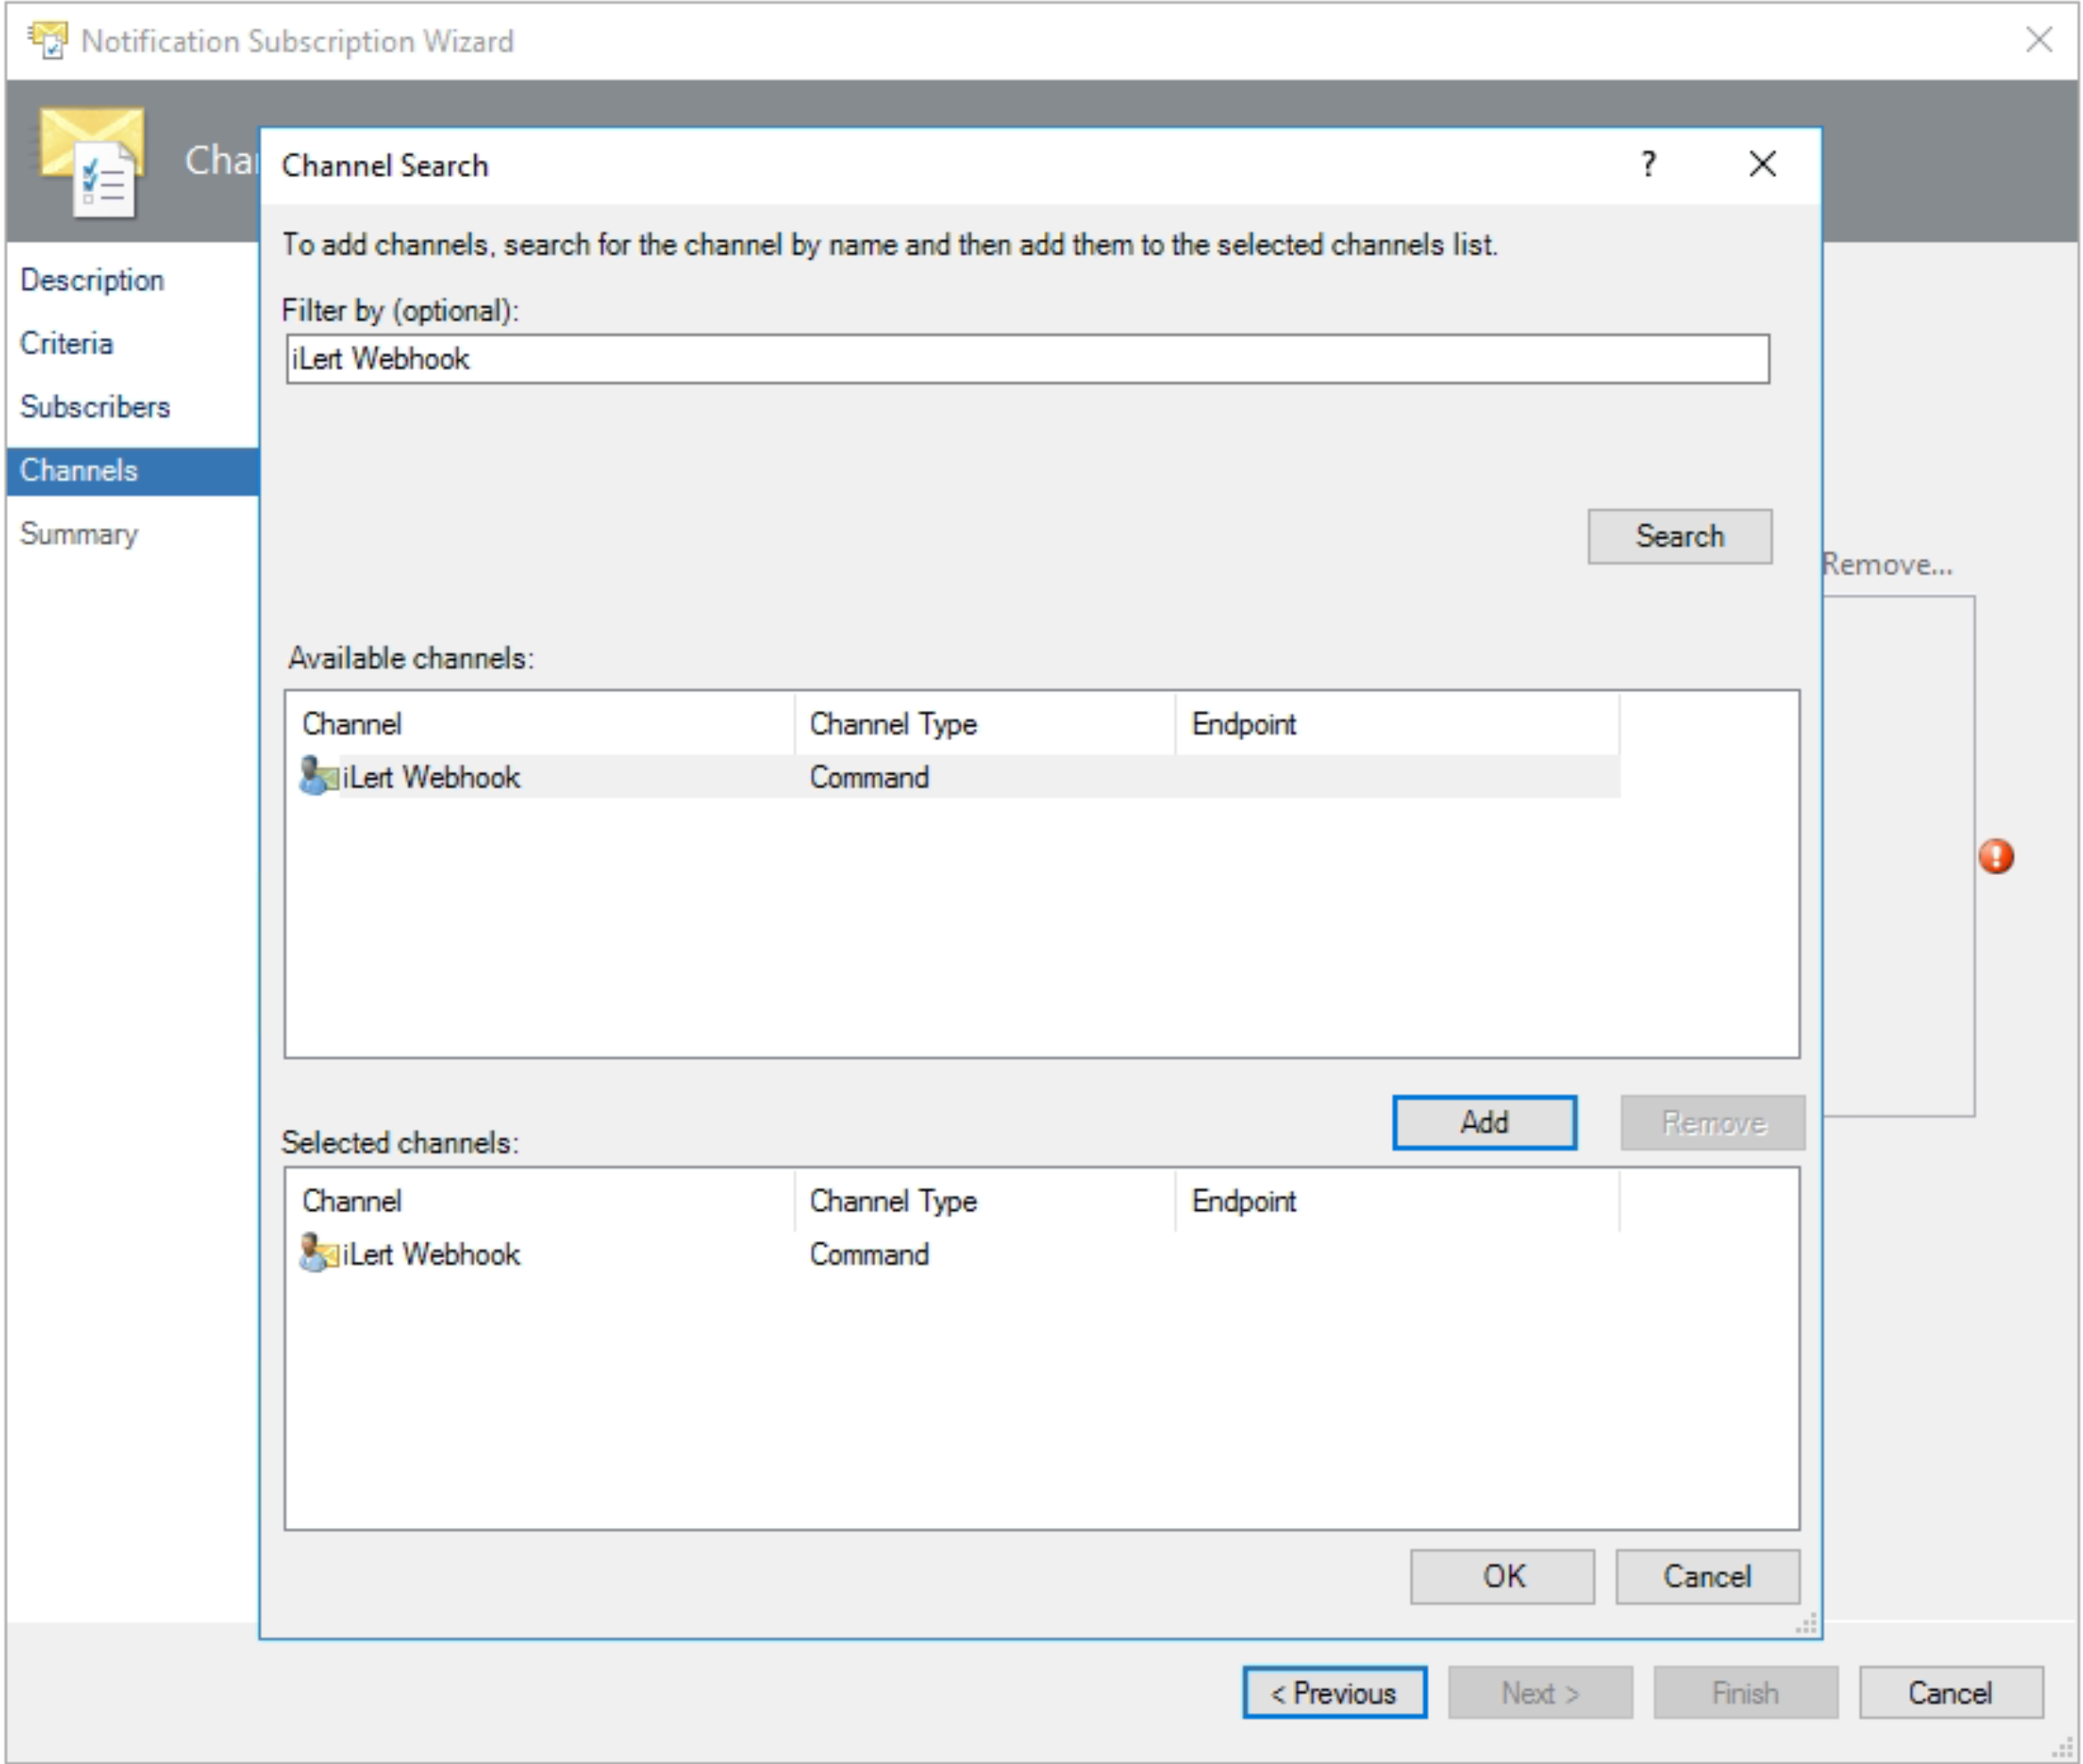 Notification Subscription Wizard
Channel Search
?
To add channels, search for the channel by name and then add them to the selected channels list.
Description
Filter by (optional):
Criteria
iLert Webhook
Subscribers
Channels
Summary
Search
Remove...
Available channels:
Channel Channel Type Endpoint
iLert Webhook Command
Add Remove
Selected channels:
Channel Channel Type Endpoint
iLert Webhook Command
OK Cancel
< Previous Next > Finish Cancel